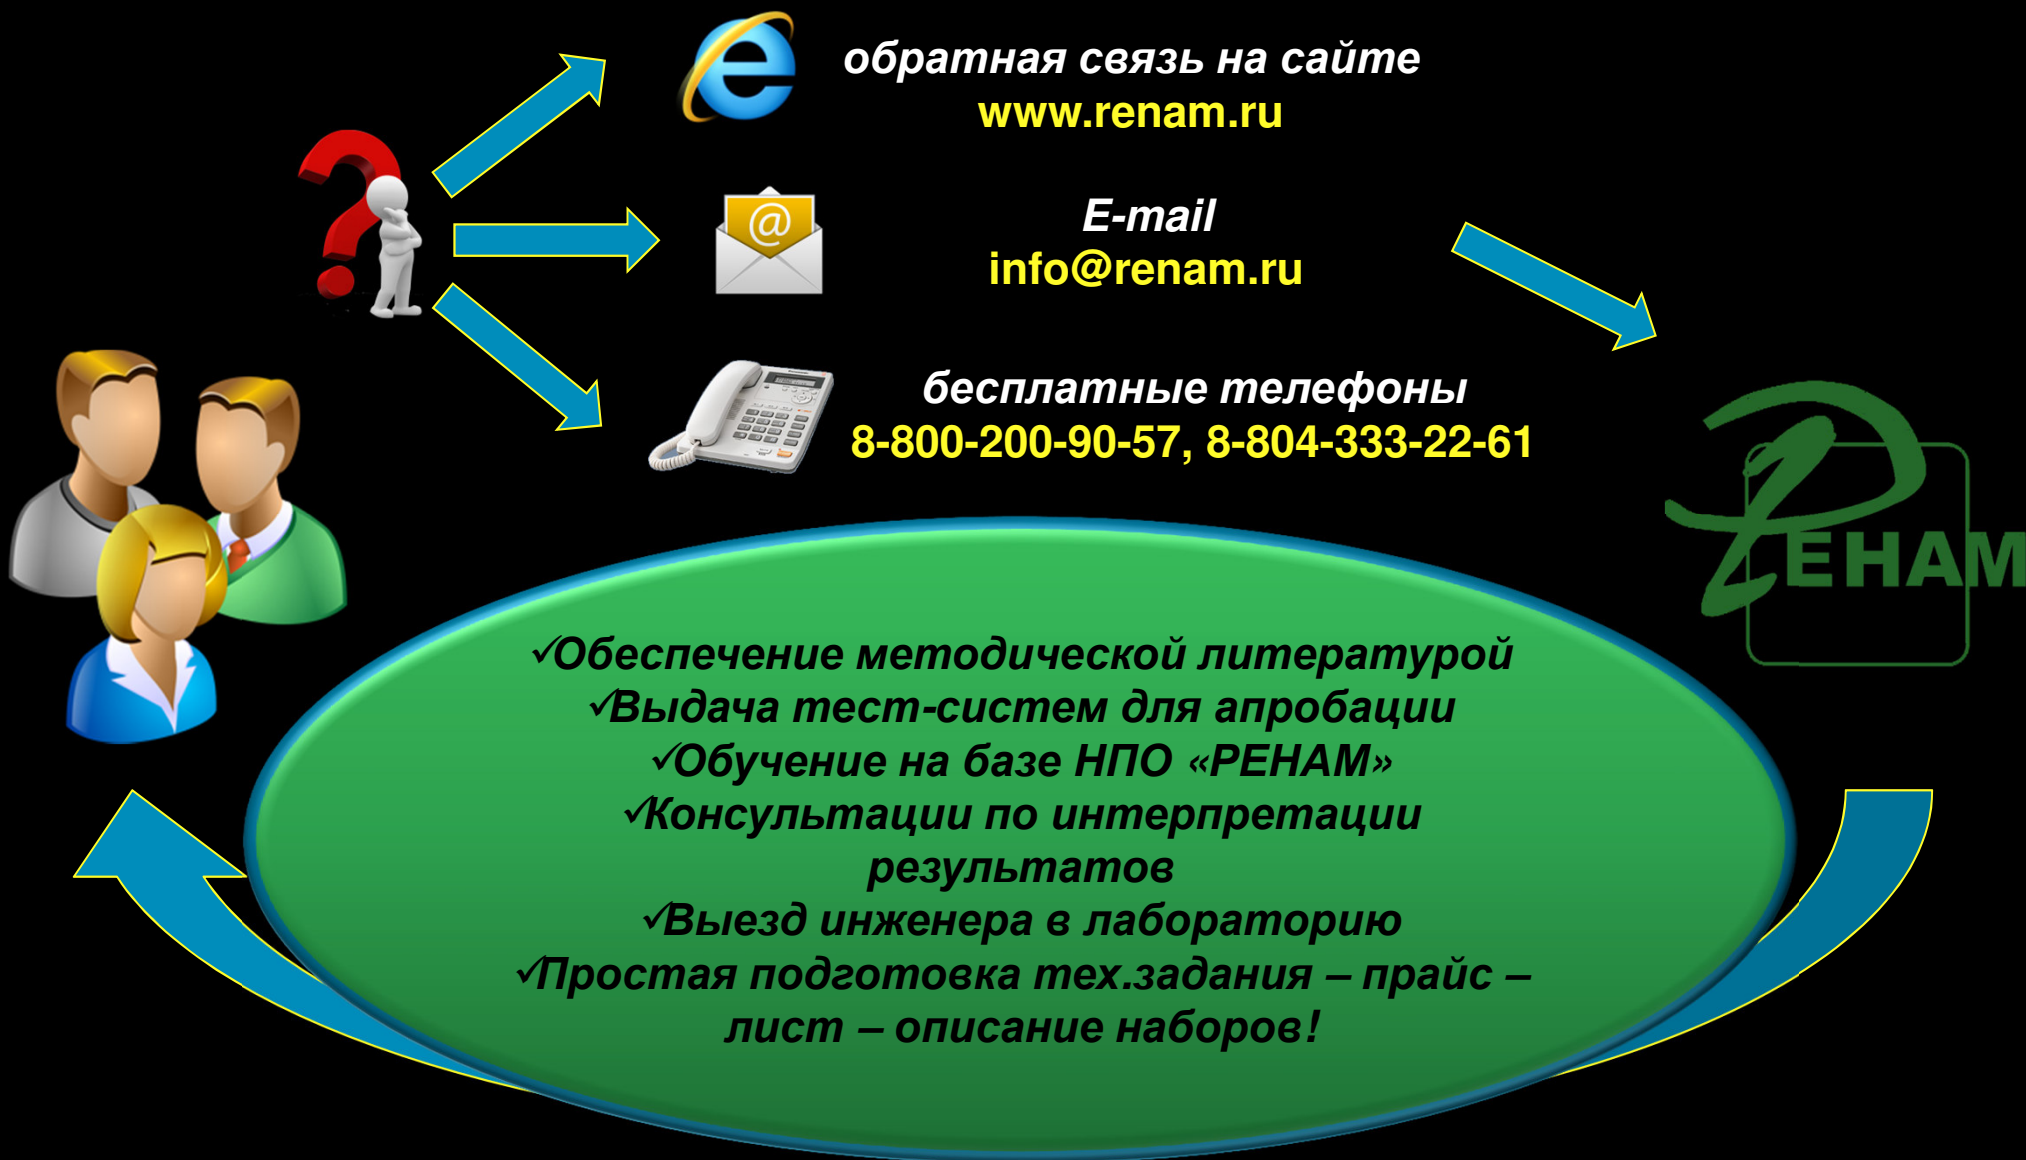 обратная связь на сайте
www.renam.ru
@
E-mail
info@renam.ru
бесплатные телефоны
8-800-200-90-57, 8-804-333-22-61
РЕНАМ
✓Обеспечение методической литературой
✓Выдача тест-систем для апробации
✓Обучение на базе НПО «РЕНАМ»
✓Консультации по интерпретации
результатов
✓Выезд инженера в лабораторию
✓Простая подготовка тех.задания – прайс –
лист – описание наборов!